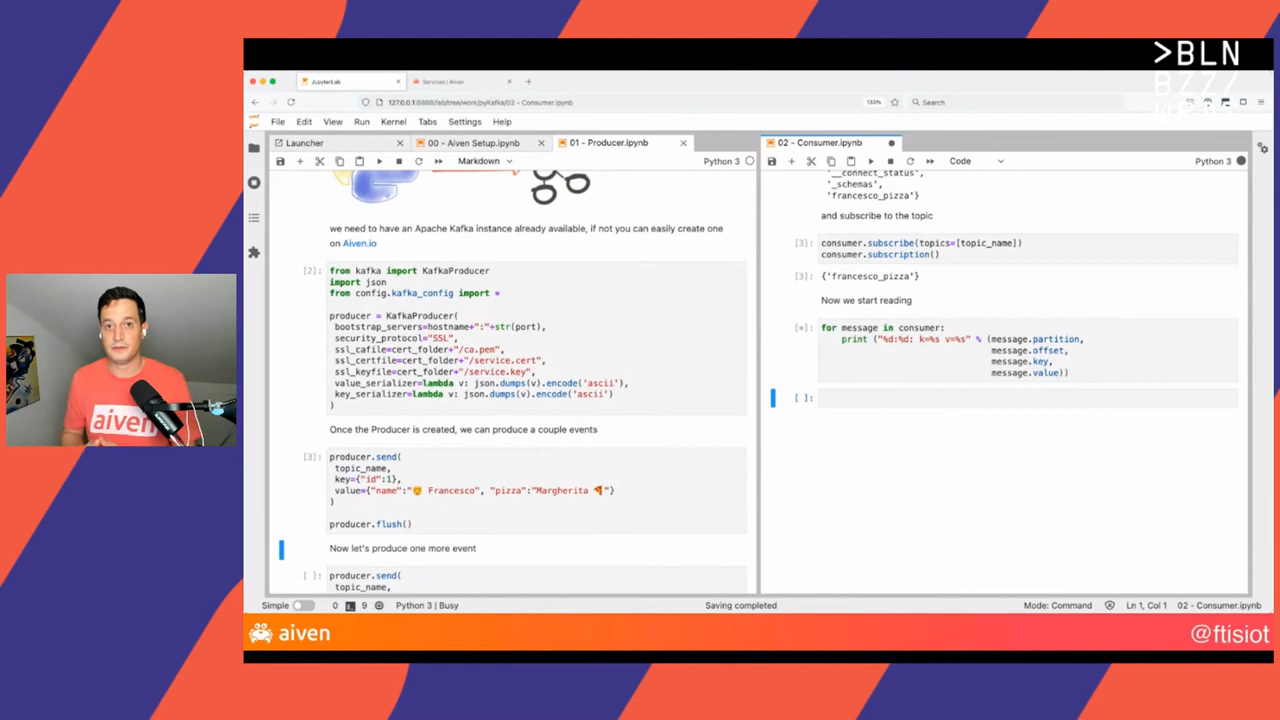 >BLN
BZZ/
JupyterLab
Services | Aiven
127.0.0.1:8888/lab/tree/work/pyKafka/02 - Consumer.ipynb
133%
Search
File Edit View Run Kernel Tabs Settings Help
Launcher
00 - Aiven Setup.ipynb
01 - Producer.ipynb
02 - Consumer.ipynb
Markdown
Python 3
Code
Python 3
we need to have an Apache Kafka instance already available, if not you can easily create one
on Aiven.io
[2]:
from kafka import KafkaProducer
import json
from config.kafka_config import *
producer = KafkaProducer(
bootstrap_servers=hostname+":"+str(port),
security_protocol="SSL",
ssl_cafile=cert_folder+"/ca.pem",
ssl_certfile=cert_folder+"/service.cert",
ssl_keyfile=cert_folder+"/service.key",
value_serializer=lambda v: json.dumps(v).encode('ascii'),
key_serializer=lambda v: json.dumps(v).encode('ascii')
)
Once the Producer is created, we can produce a couple events
[3]:
producer.send(
topic_name,
key={"id":1},
value={"name":"👨 Francesco", "pizza":"Margherita 🍕"}
)
producer.flush()
Now let's produce one more event
[ ]:
producer.send(
topic_name,
'__connect_status',
'_schemas',
'francesco_pizza'}
and subscribe to the topic
[3]:
consumer.subscribe(topics=[topic_name])
consumer.subscription()
[3]:
{'francesco_pizza'}
Now we start reading
[*]:
for message in consumer:
print ("%d:%d: k=%s v=%s" % (message.partition,
message.offset,
message.key,
message.value))
[ ]:
Simple
0
9
Python 3 | Busy
Saving completed
Mode: Command
Ln 1, Col 1
02 - Consumer.ipynb
aiven
aiven
@ftisiot